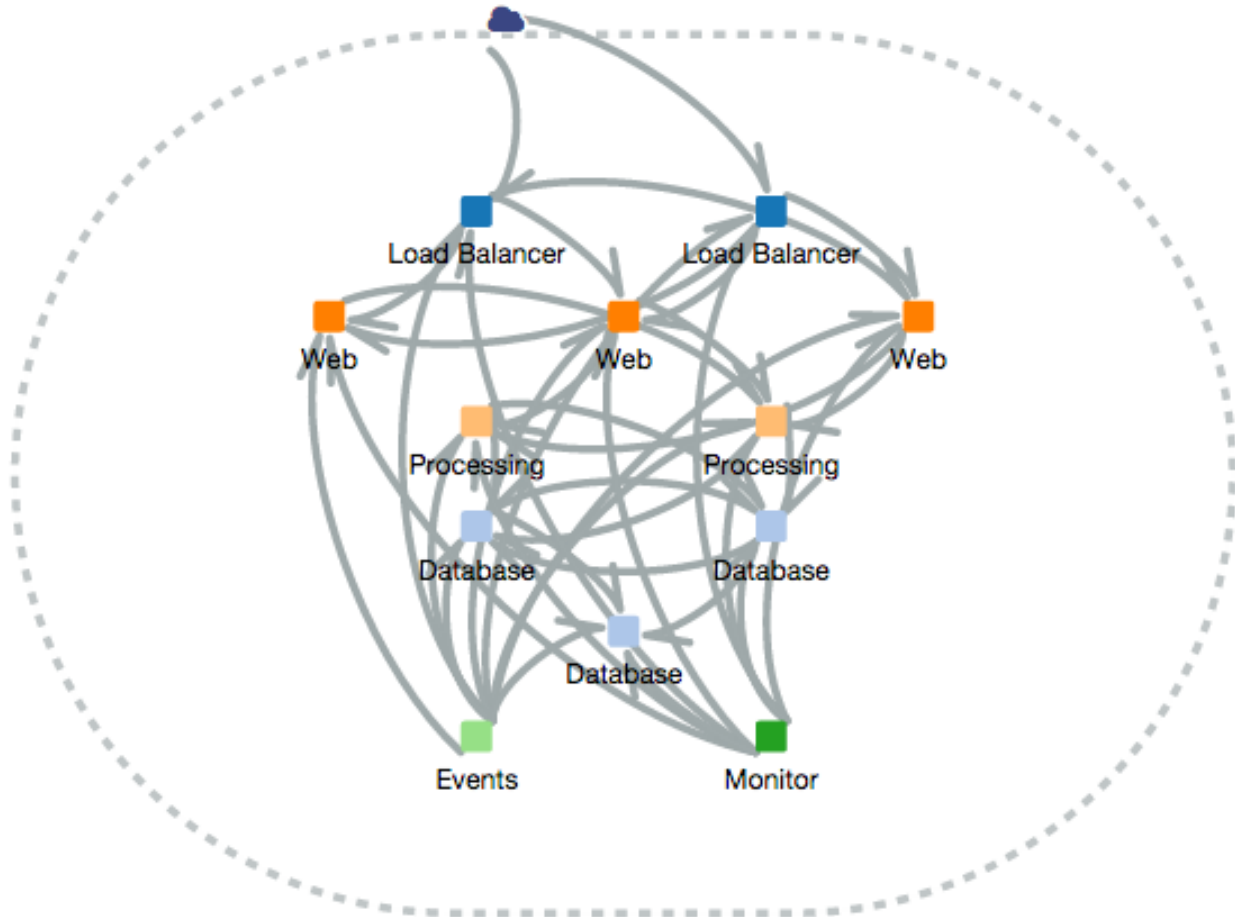 Load Balancer
Load Balancer
Web
Web
Web
Processing
Processing
Database
Database
Database
Events
Monitor